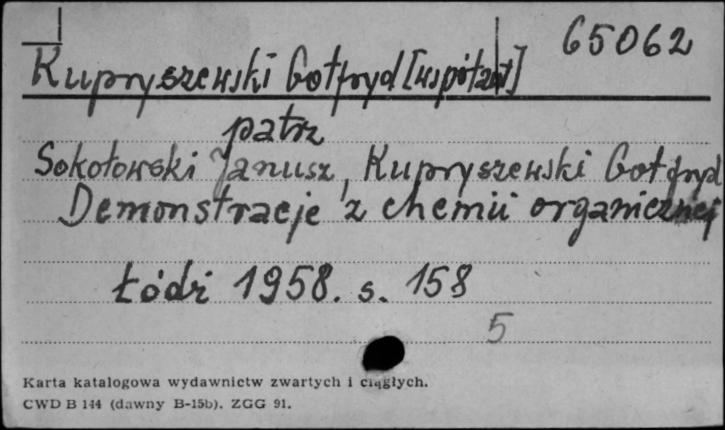 65062
Kupryszewski Gotfryd [współaut]
patrz
Sokołowski Janusz, Kupryszewski Gotfryd
Demonstracje z chemii organicznej
Łódź 1958. s. 158
5
Karta katalogowa wydawnictw zwartych i ciągłych.
CWD B 144 (dawny B-15b). ZGG 91.